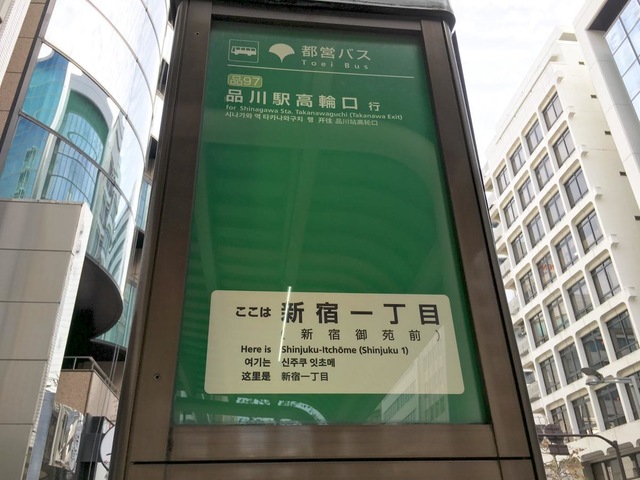 都営バス
Toei Bus
品97
品川駅高輪口 行
for Shinagawa Sta. Takanawaguchi (Takanawa Exit)
시나가와 역 타카나와구치 행 开往 品川站高轮口
ここは 新宿一丁目
(新宿御苑前)
Here is Shinjuku-Itchōme (Shinjuku 1)
여기는 신주쿠 잇초메
这里是 新宿一丁目